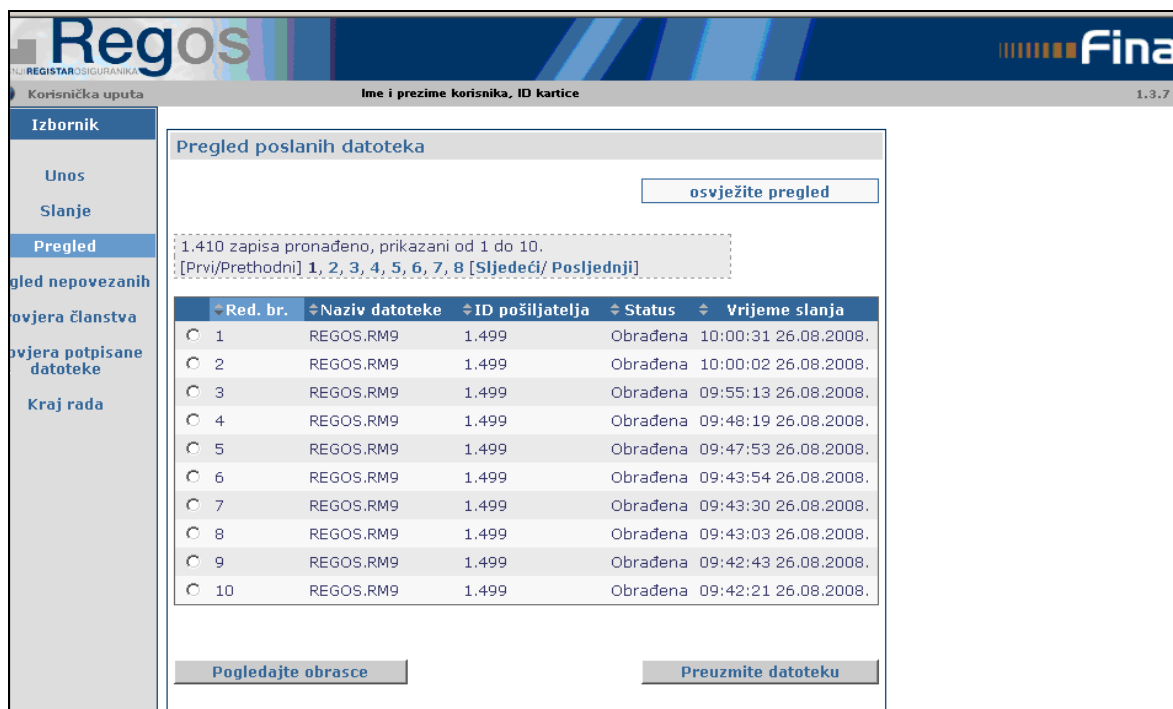 Regos
REGISTAROSIGURANIKA
Fina
Korisnička uputa
Ime i prezime korisnika, ID kartice
1.3.7
Izbornik
Unos
Slanje
Pregled
gled nepovezanih
ovjera članstva
ovjera potpisane
datoteke
Kraj rada
Pregled poslanih datoteka
osvježite pregled
1.410 zapisa pronađeno, prikazani od 1 do 10.
[Prvi/Prethodni] 1, 2, 3, 4, 5, 6, 7, 8 [Sljedeći/ Posljednji]
Red. br. Naziv datoteke ID pošiljatelja Status Vrijeme slanja
1 REGOS.RM9 1.499 Obrađena 10:00:31 26.08.2008.
2 REGOS.RM9 1.499 Obrađena 10:00:02 26.08.2008.
3 REGOS.RM9 1.499 Obrađena 09:55:13 26.08.2008.
4 REGOS.RM9 1.499 Obrađena 09:48:19 26.08.2008.
5 REGOS.RM9 1.499 Obrađena 09:47:53 26.08.2008.
6 REGOS.RM9 1.499 Obrađena 09:43:54 26.08.2008.
7 REGOS.RM9 1.499 Obrađena 09:43:30 26.08.2008.
8 REGOS.RM9 1.499 Obrađena 09:43:03 26.08.2008.
9 REGOS.RM9 1.499 Obrađena 09:42:43 26.08.2008.
10 REGOS.RM9 1.499 Obrađena 09:42:21 26.08.2008.
Pogledajte obrasce
Preuzmite datoteku